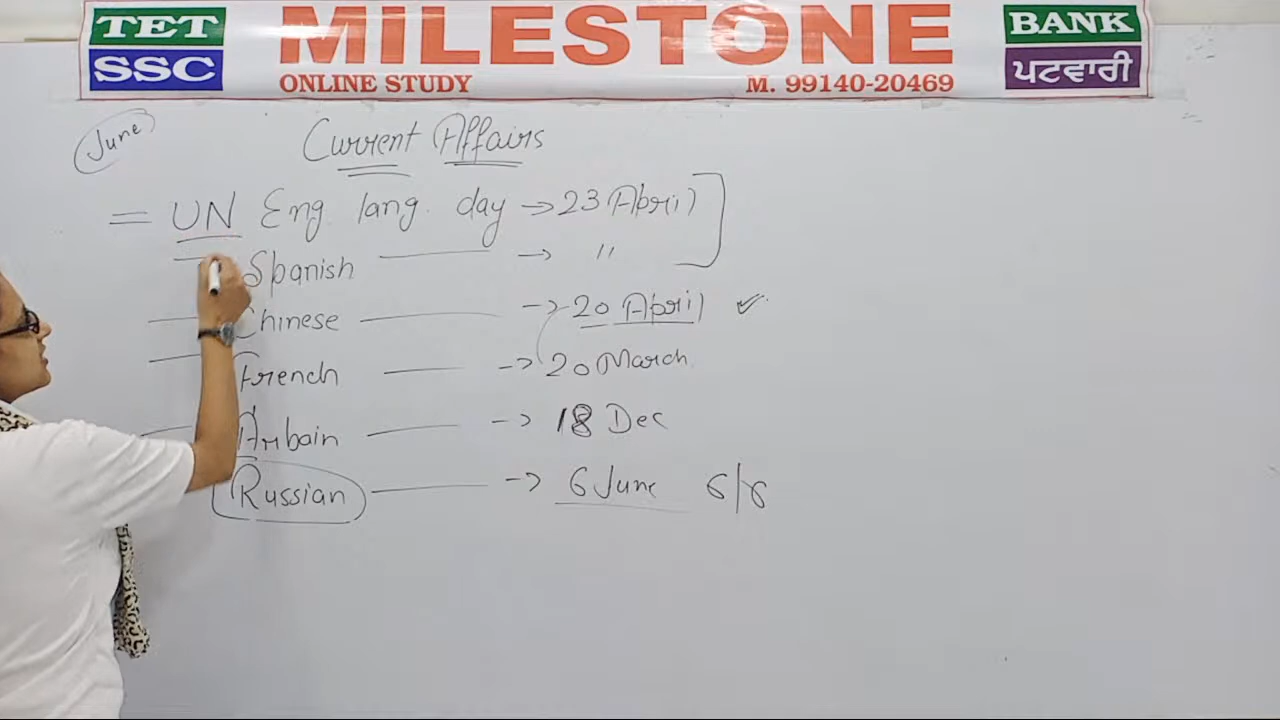 TET
SSC
MILESTONE
ONLINE STUDY M. 99140-20469
BANK
ਪਟਵਾਰੀ
June
Current Affairs
= UN Eng lang. day → 23 April
Spanish → "
Chinese → 20 April ✓
French → 20 March
Arbain → 18 Dec
Russian → 6 June 6/6